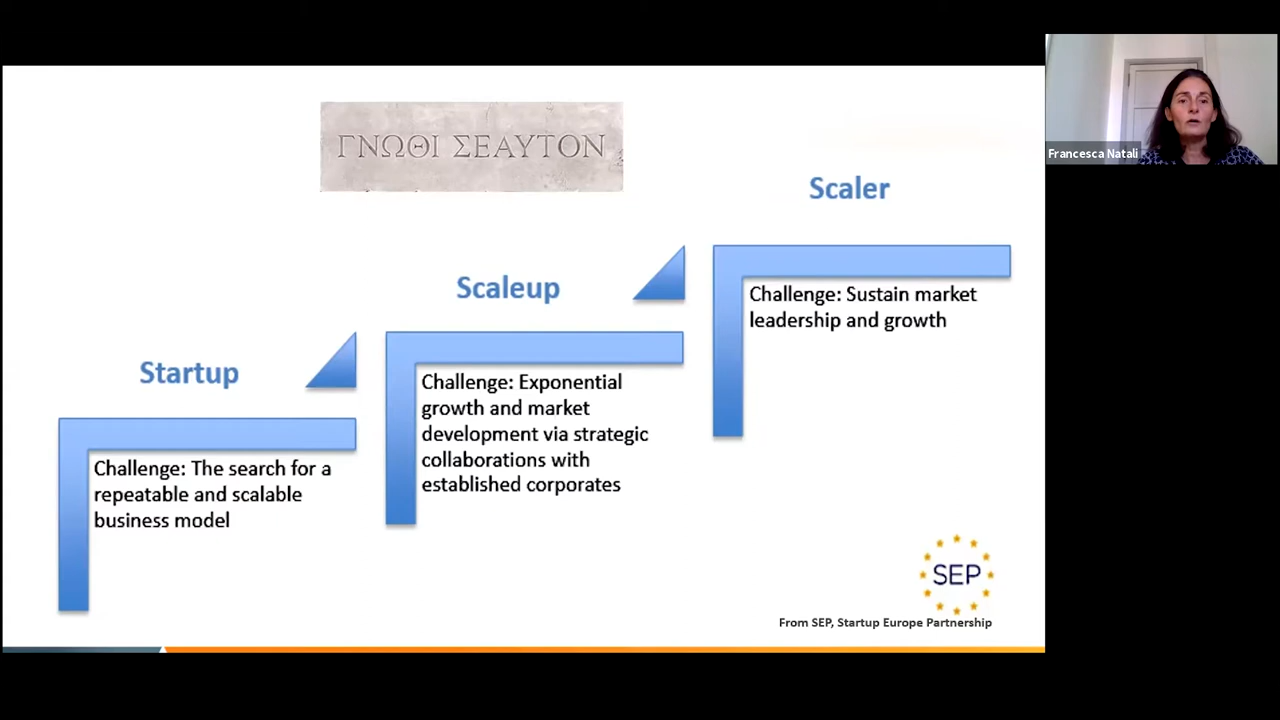 ΓΝΩΘΙ ΣΕΑΥΤΟΝ
Francesca Natali
Scaler
Challenge: Sustain market
leadership and growth
Scaleup
Challenge: Exponential
growth and market
development via strategic
collaborations with
established corporates
Startup
Challenge: The search for a
repeatable and scalable
business model
SEP
From SEP, Startup Europe Partnership